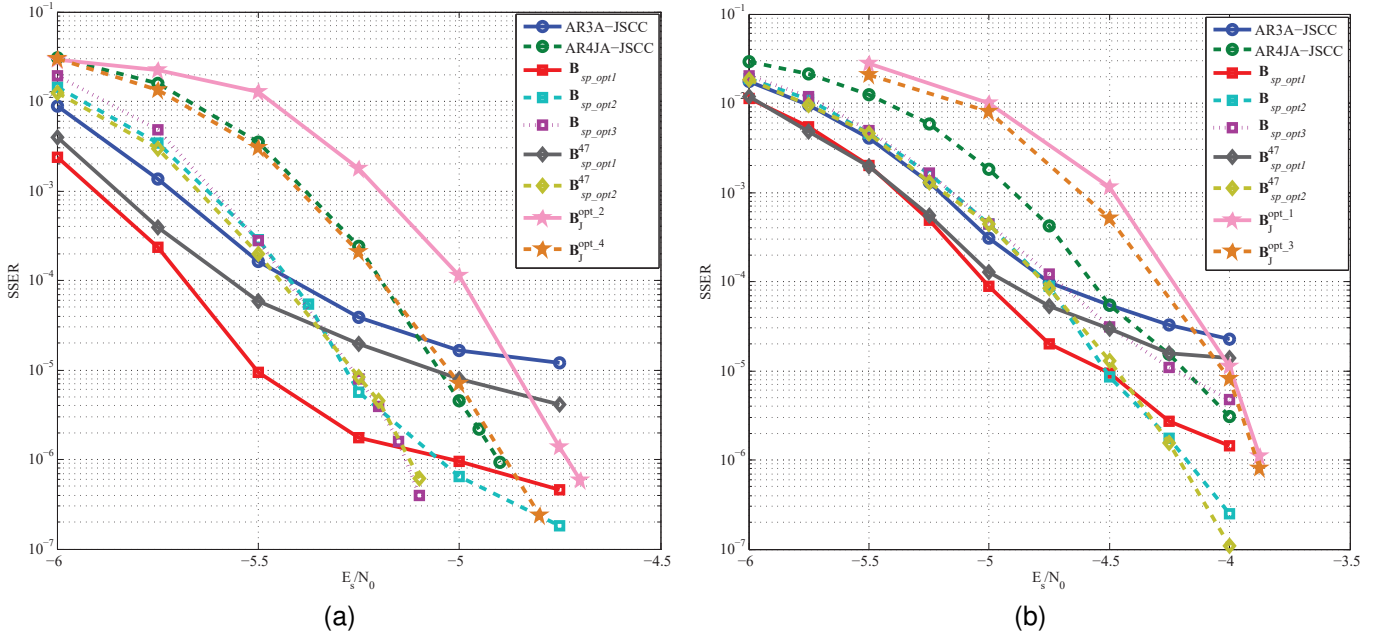 10^-1
10^-2
10^-3
10^-4
10^-5
10^-6
10^-7
SSER
−6
−5.5
−5
−4.5
E_s/N_0
AR3A−JSCC
AR4JA−JSCC
B_sp_opt1
B_sp_opt2
B_sp_opt3
B^47_sp_opt1
B^47_sp_opt2
B_J^opt_2
B_J^opt_4
(a)
10^-1
10^-2
10^-3
10^-4
10^-5
10^-6
10^-7
SSER
−6
−5.5
−5
−4.5
−4
−3.5
E_s/N_0
AR3A−JSCC
AR4JA−JSCC
B_sp_opt1
B_sp_opt2
B_sp_opt3
B^47_sp_opt1
B^47_sp_opt2
B_J^opt_1
B_J^opt_3
(b)